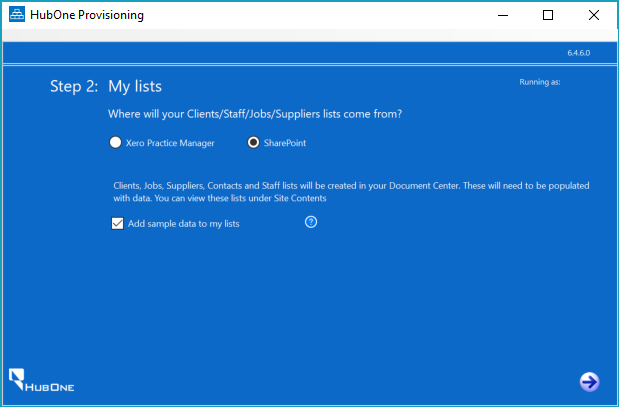 HubOne Provisioning
6.4.6.0
Step 2: My lists
Running as:
Where will your Clients/Staff/Jobs/Suppliers lists come from?
Xero Practice Manager
SharePoint
Clients, Jobs, Suppliers, Contacts and Staff lists will be created in your Document Center. These will need to be populated
with data. You can view these lists under Site Contents
Add sample data to my lists
?
HUBONE